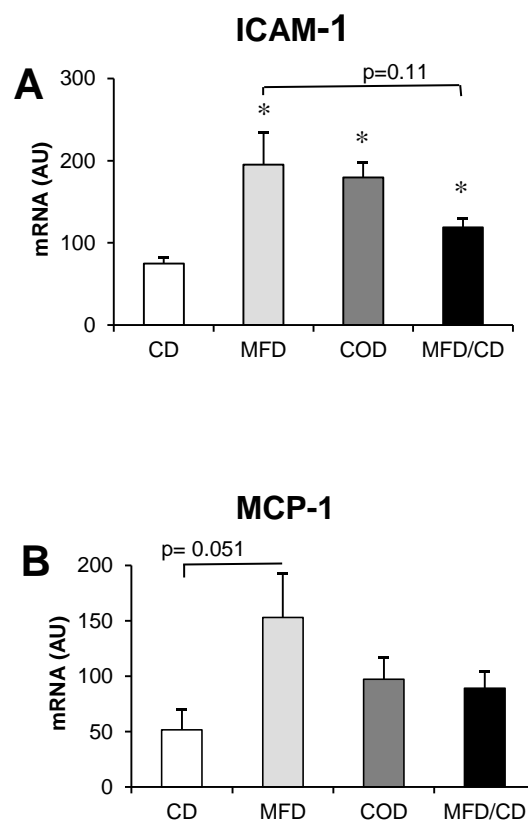 ICAM-1
A
p=0.11
300
200
100
0
mRNA (AU)
*
*
*
CD MFD COD MFD/CD
MCP-1
B
p= 0.051
200
150
100
50
0
mRNA (AU)
CD MFD COD MFD/CD